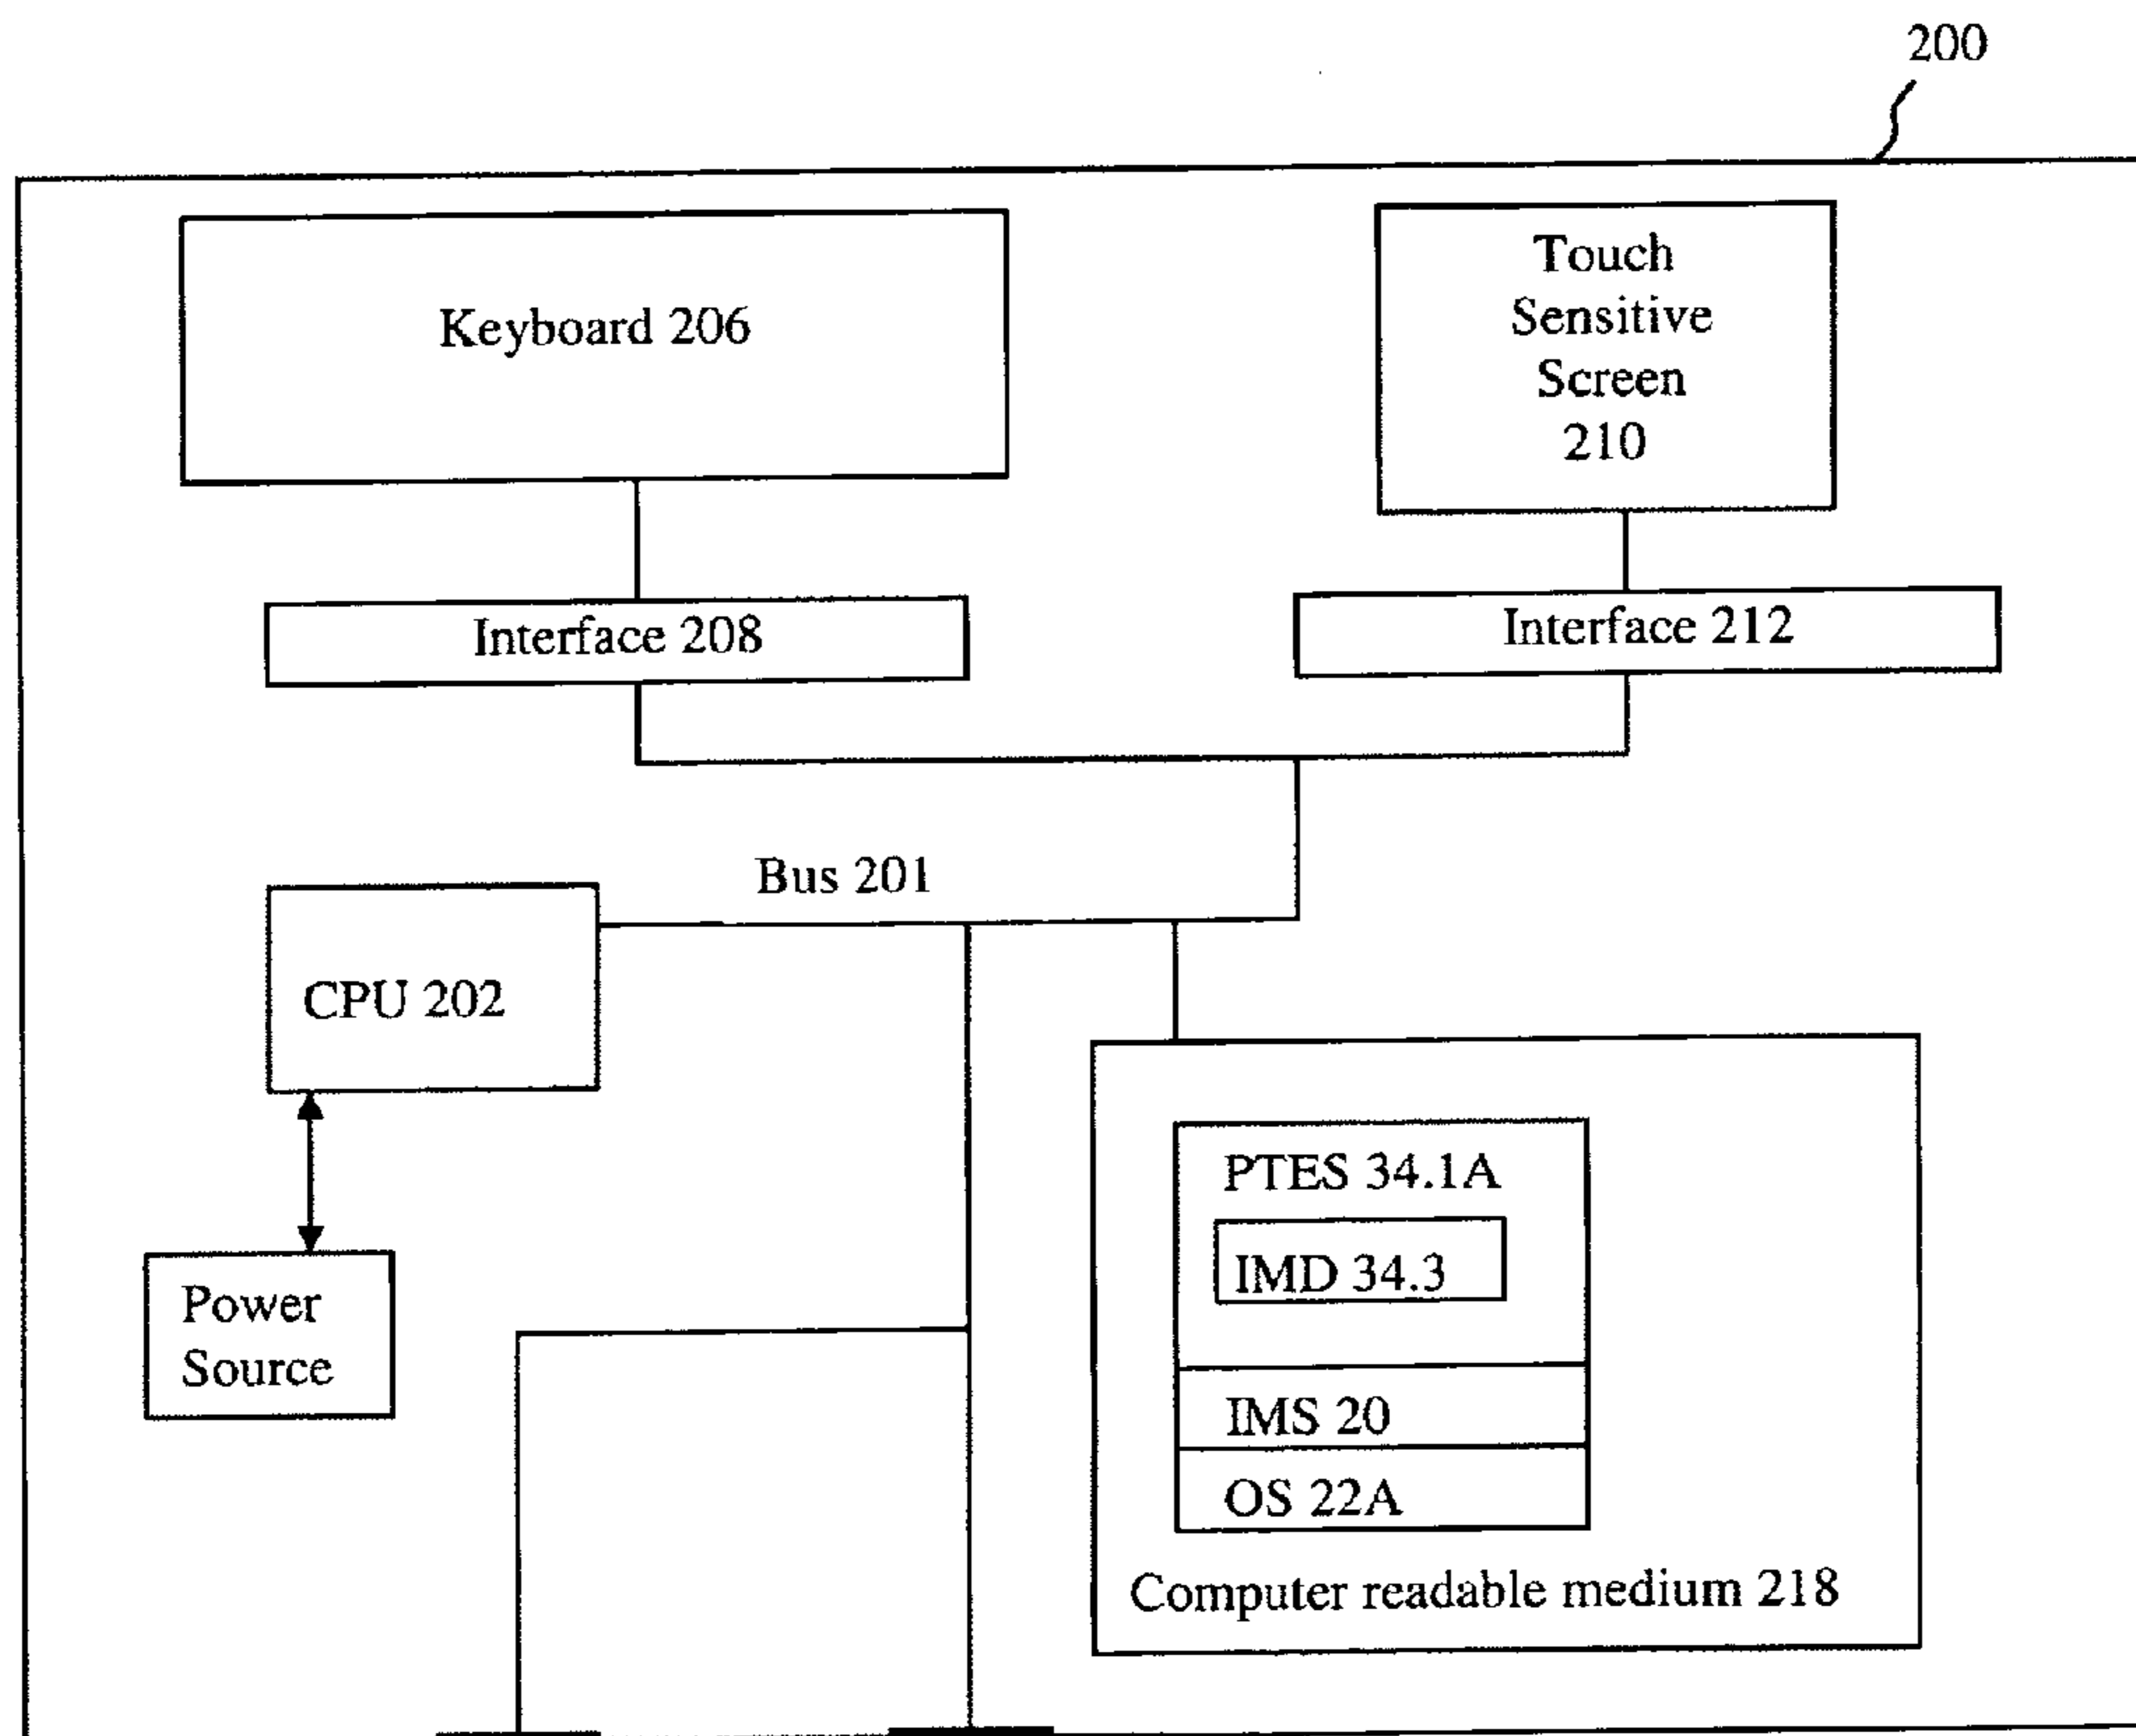 200
Keyboard 206
Touch
Sensitive
Screen
210
Interface 208
Interface 212
Bus 201
CPU 202
PTES 34.1A
IMD 34.3
Power
Source
IMS 20
OS 22A
Computer readable medium 218